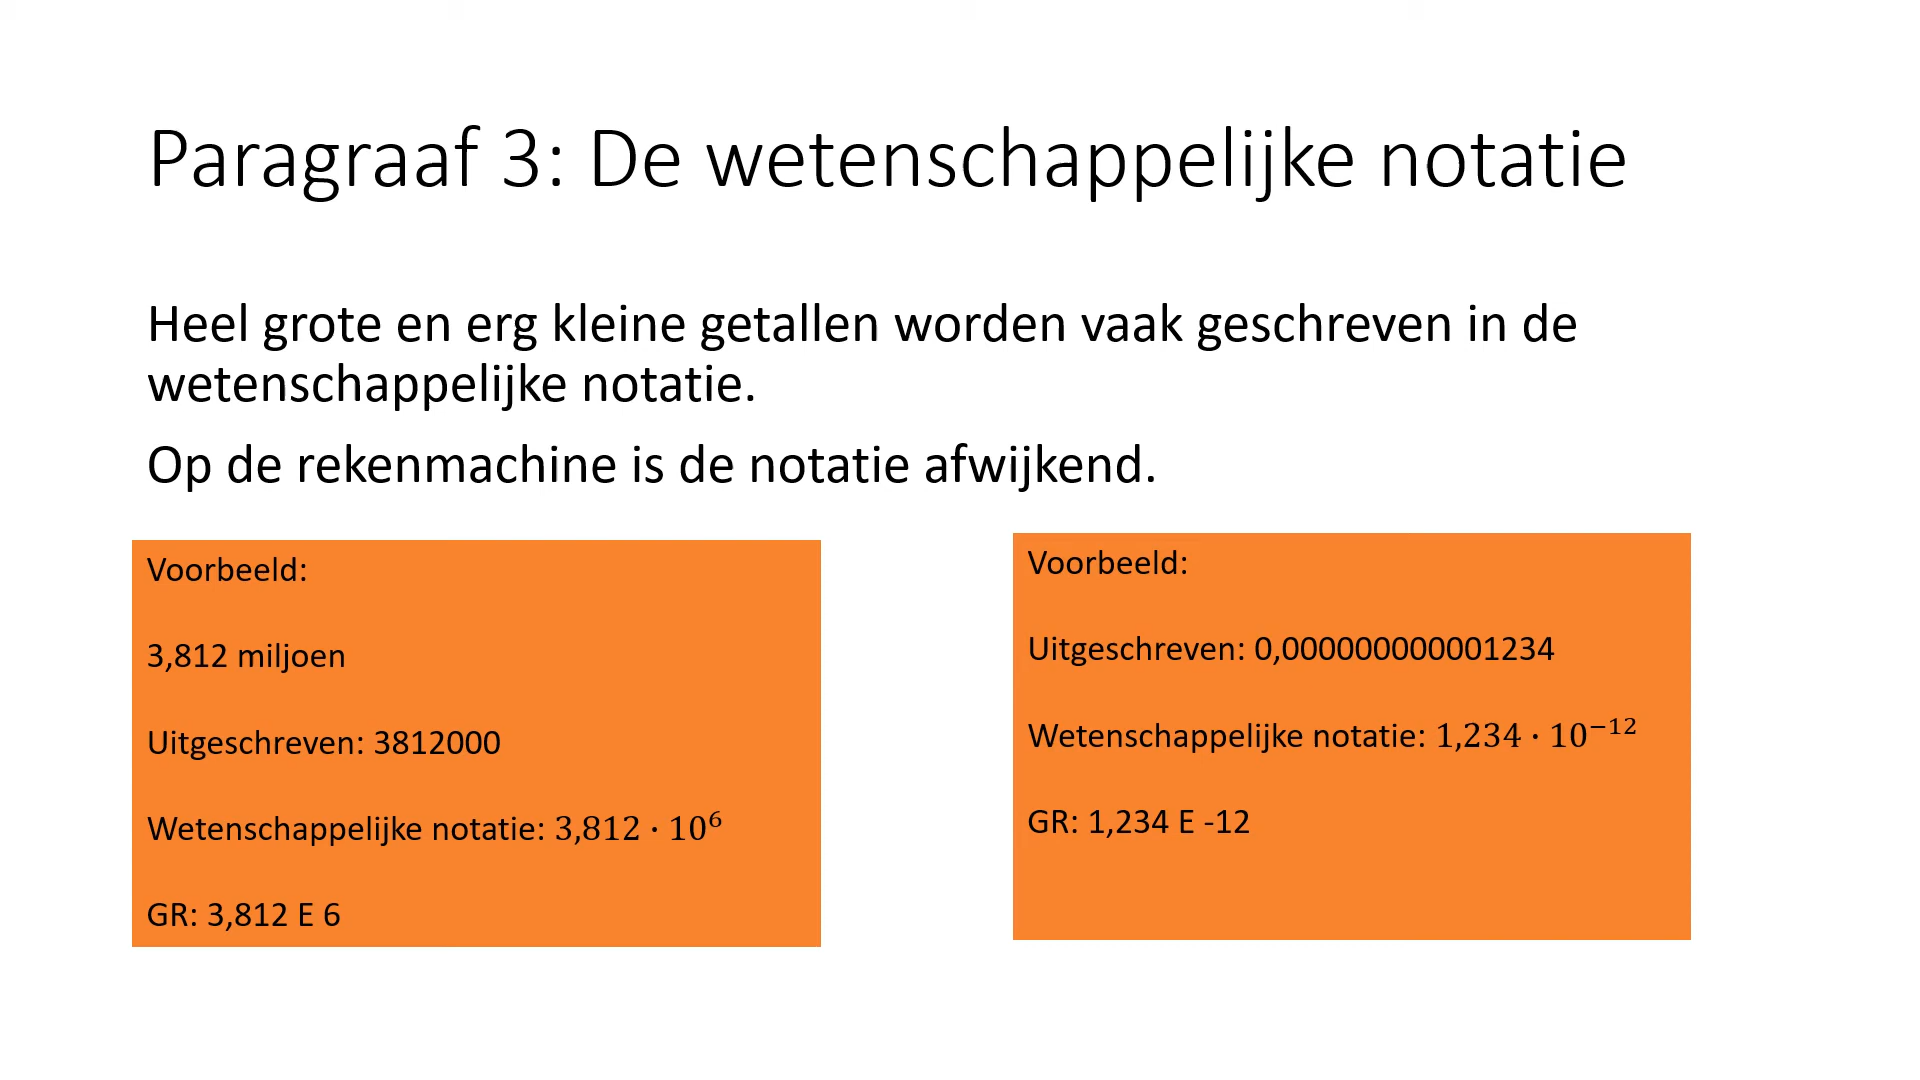 Paragraaf 3: De wetenschappelijke notatie
Heel grote en erg kleine getallen worden vaak geschreven in de
wetenschappelijke notatie.
Op de rekenmachine is de notatie afwijkend.
Voorbeeld:
3,812 miljoen
Uitgeschreven: 3812000
Wetenschappelijke notatie: 3,812 · 10⁶
GR: 3,812 E 6
Voorbeeld:
Uitgeschreven: 0,000000000001234
Wetenschappelijke notatie: 1,234 · 10⁻¹²
GR: 1,234 E -12